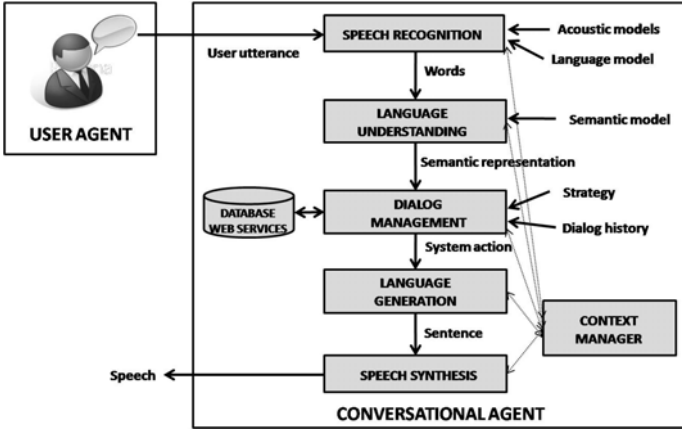 USER AGENT
User utterance
SPEECH RECOGNITION
Acoustic models
Language model
Words
LANGUAGE
UNDERSTANDING
Semantic model
Semantic representation
DATABASE
WEB SERVICES
DIALOG
MANAGEMENT
Strategy
Dialog history
System action
LANGUAGE
GENERATION
CONTEXT
MANAGER
Sentence
Speech
SPEECH SYNTHESIS
CONVERSATIONAL AGENT